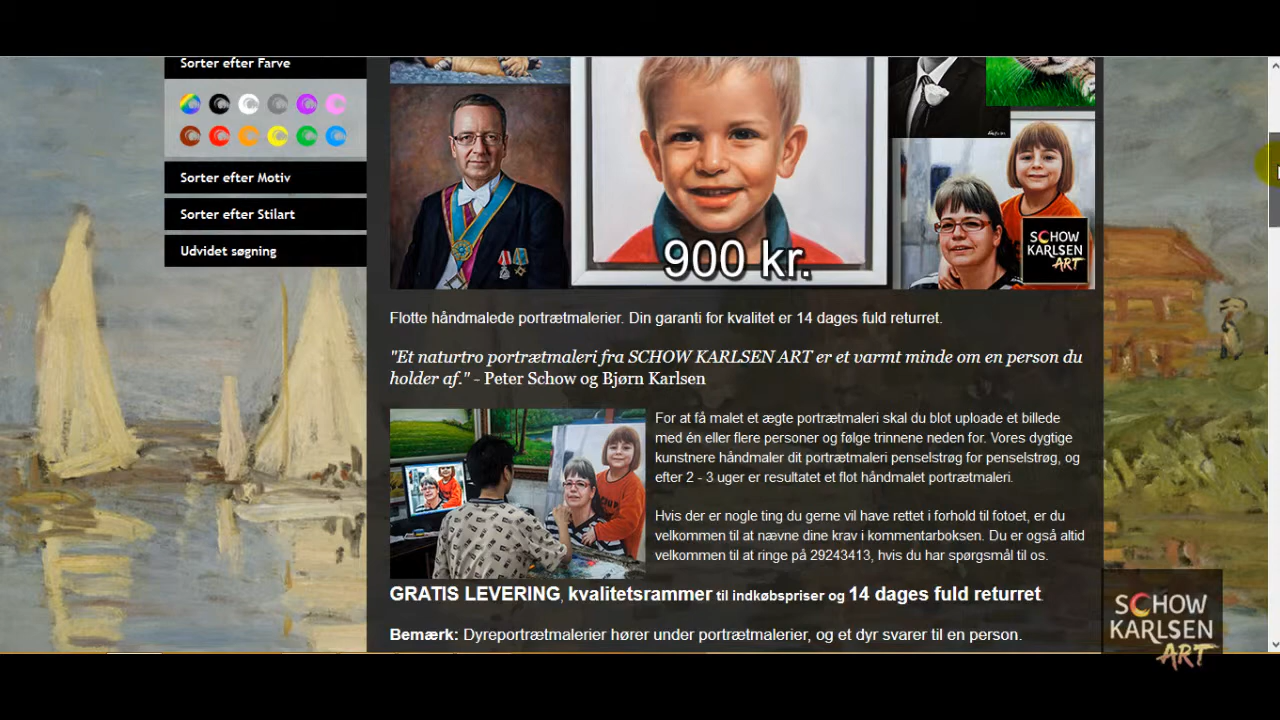 Sorter efter Farve
Sorter efter Motiv
Sorter efter Stilart
Udvidet søgning
900 kr.
SCHOW
KARLSEN
ART
Flotte håndmalede portrætmalerier. Din garanti for kvalitet er 14 dages fuld returret.
"Et naturtro portrætmaleri fra SCHOW KARLSEN ART er et varmt minde om en person du
holder af." - Peter Schow og Bjørn Karlsen
For at få malet et ægte portrætmaleri skal du blot uploade et billede
med én eller flere personer og følge trinnene neden for. Vores dygtige
kunstnere håndmaler dit portrætmaleri penselstrøg for penselstrøg, og
efter 2 - 3 uger er resultatet et flot håndmalet portrætmaleri.
Hvis der er nogle ting du gerne vil have rettet i forhold til fotoet, er du
velkommen til at nævne dine krav i kommentarboksen. Du er også altid
velkommen til at ringe på 29243413, hvis du har spørgsmål til os.
GRATIS LEVERING, kvalitetsrammer til indkøbspriser og 14 dages fuld returret.
Bemærk: Dyreportrætmalerier hører under portrætmalerier, og et dyr svarer til en person.
SCHOW
KARLSEN
ART